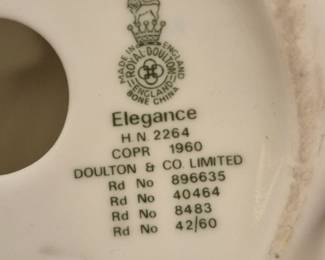 MADE IN ENGLAND
ROYAL DOULTON
ENGLAND
BONE CHINA
Elegance
H.N. 2264
COPR 1960
DOULTON & CO. LIMITED
Rd No 896635
Rd No 40464
Rd No 8483
Rd No 42/60